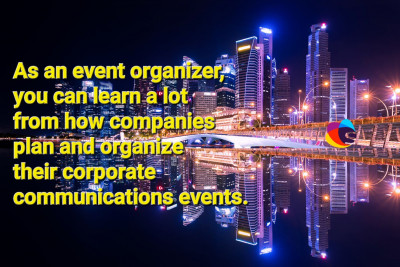 As an event organizer,
you can learn a lot
from how companies
plan and organize
their corporate
communications events.